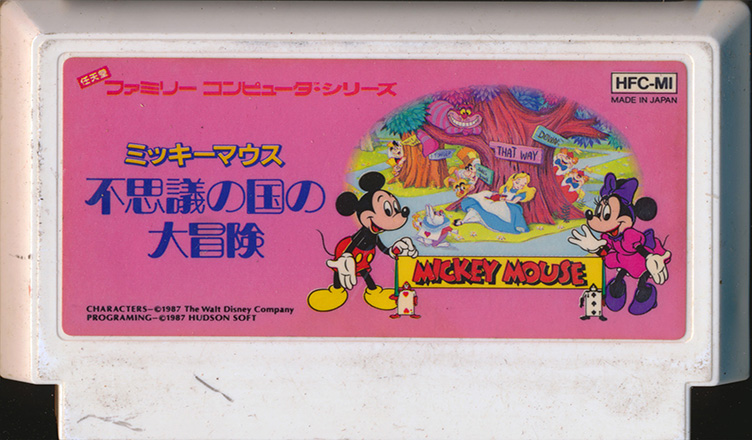 任天堂
ファミリー コンピュータ・シリーズ
HFC-MI
MADE IN JAPAN
ミッキーマウス
不思議の国の
大冒険
THAT WAY
DOWN
MICKEY MOUSE
CHARACTERS–©1987 The Walt Disney Company
PROGRAMING–©1987 HUDSON SOFT